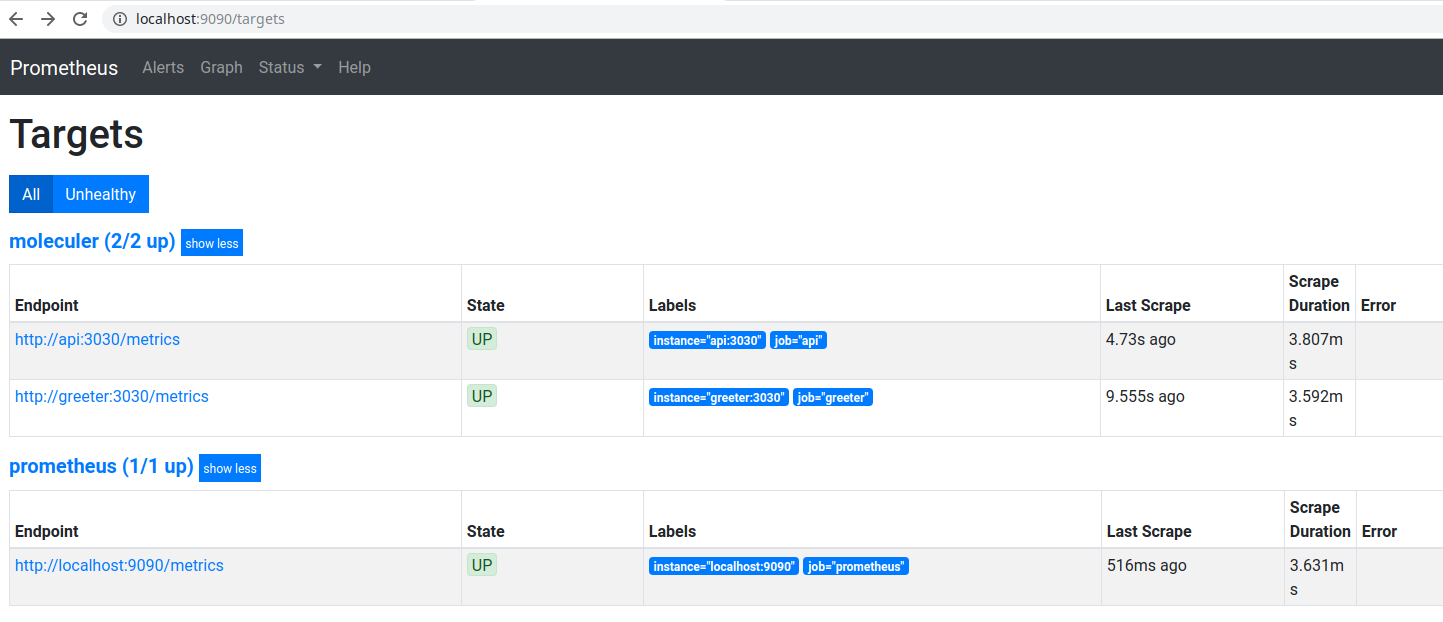 localhost:9090/targets
Prometheus Alerts Graph Status Help
Targets
All Unhealthy
moleculer (2/2 up) show less
Endpoint State Labels Last Scrape Scrape Duration Error
http://api:3030/metrics UP instance="api:3030" job="api" 4.73s ago 3.807ms
http://greeter:3030/metrics UP instance="greeter:3030" job="greeter" 9.555s ago 3.592ms
prometheus (1/1 up) show less
Endpoint State Labels Last Scrape Scrape Duration Error
http://localhost:9090/metrics UP instance="localhost:9090" job="prometheus" 516ms ago 3.631ms